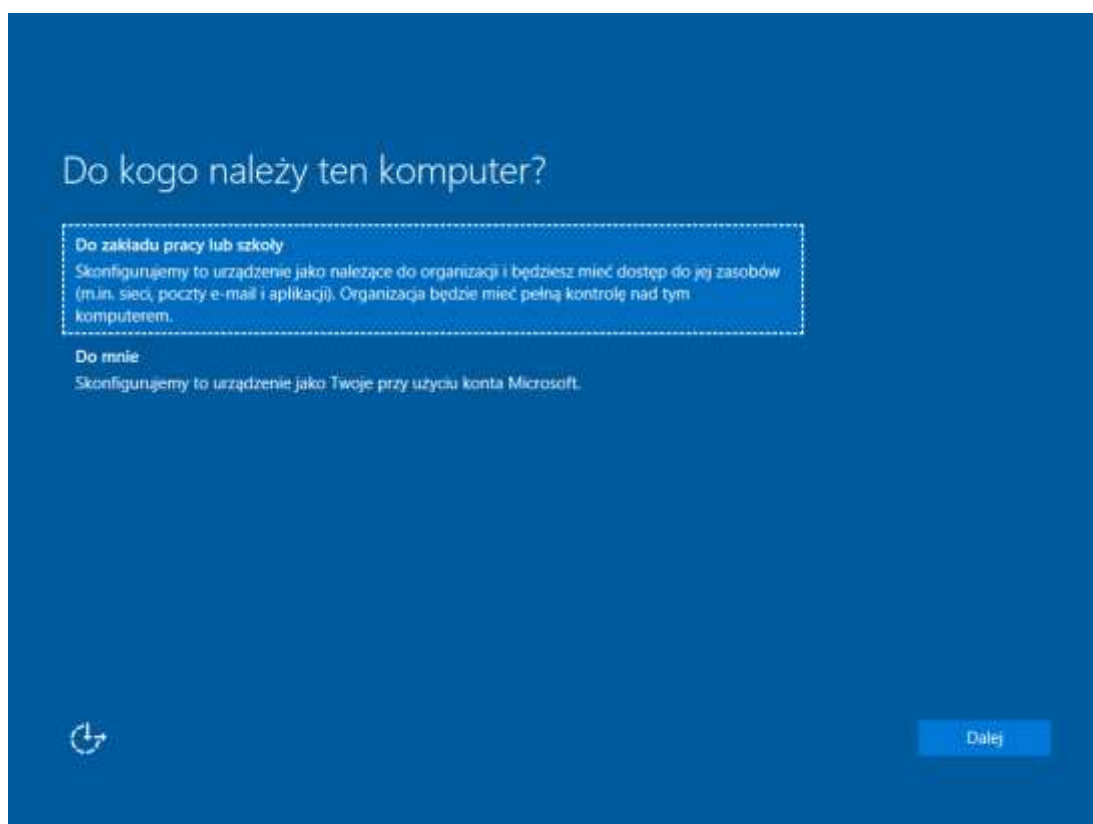 Do kogo należy ten komputer?
Do zakładu pracy lub szkoły
Skonfigurujemy to urządzenie jako należące do organizacji i będziesz mieć dostęp do jej zasobów
(m.in. sieci, poczty e-mail i aplikacji). Organizacja będzie mieć pełną kontrolę nad tym
komputerem.
Do mnie
Skonfigurujemy to urządzenie jako Twoje przy użyciu konta Microsoft.
Dalej